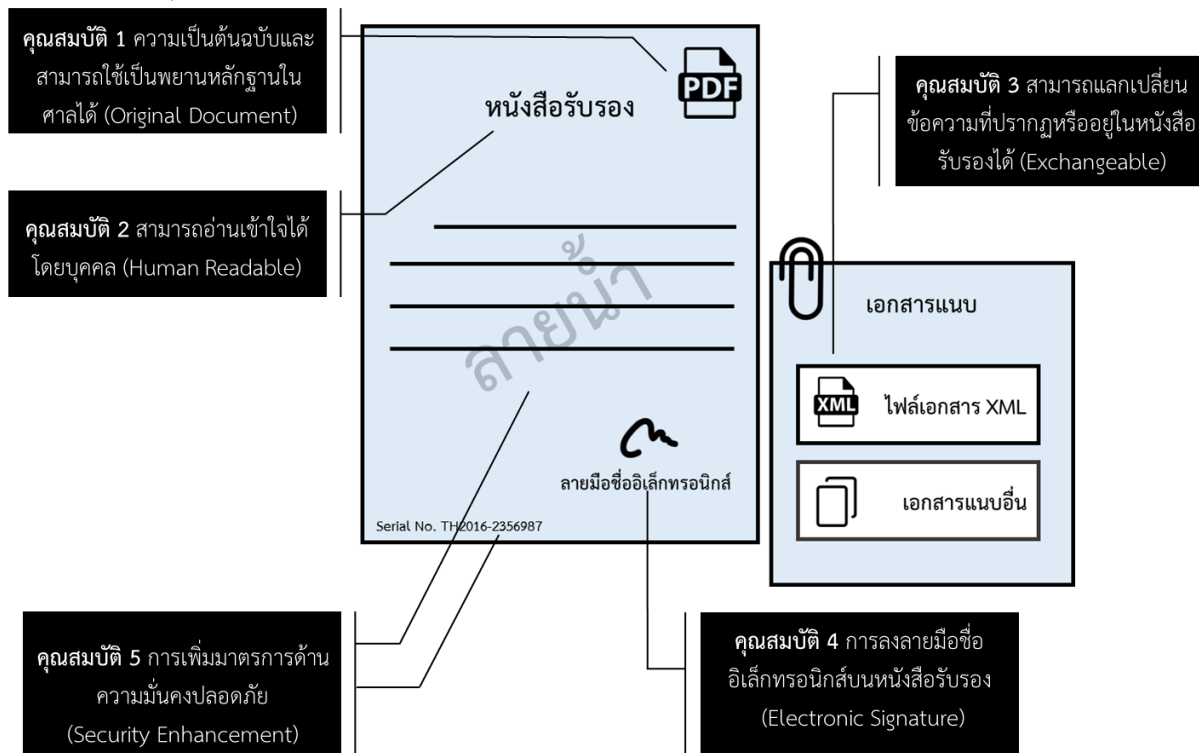 คุณสมบัติ 1 ความเป็นต้นฉบับและ
สามารถใช้เป็นพยานหลักฐานใน
ศาลได้ (Original Document)
คุณสมบัติ 2 สามารถอ่านเข้าใจได้
โดยบุคคล (Human Readable)
PDF
หนังสือรับรอง
ลายน้ำ
ลายมือชื่ออิเล็กทรอนิกส์
Serial No. TH2016-2356987
คุณสมบัติ 3 สามารถแลกเปลี่ยน
ข้อความที่ปรากฏหรืออยู่ในหนังสือ
รับรองได้ (Exchangeable)
เอกสารแนบ
XML
ไฟล์เอกสาร XML
เอกสารแนบอื่น
คุณสมบัติ 5 การเพิ่มมาตรการด้าน
ความมั่นคงปลอดภัย
(Security Enhancement)
คุณสมบัติ 4 การลงลายมือชื่อ
อิเล็กทรอนิกส์บนหนังสือรับรอง
(Electronic Signature)